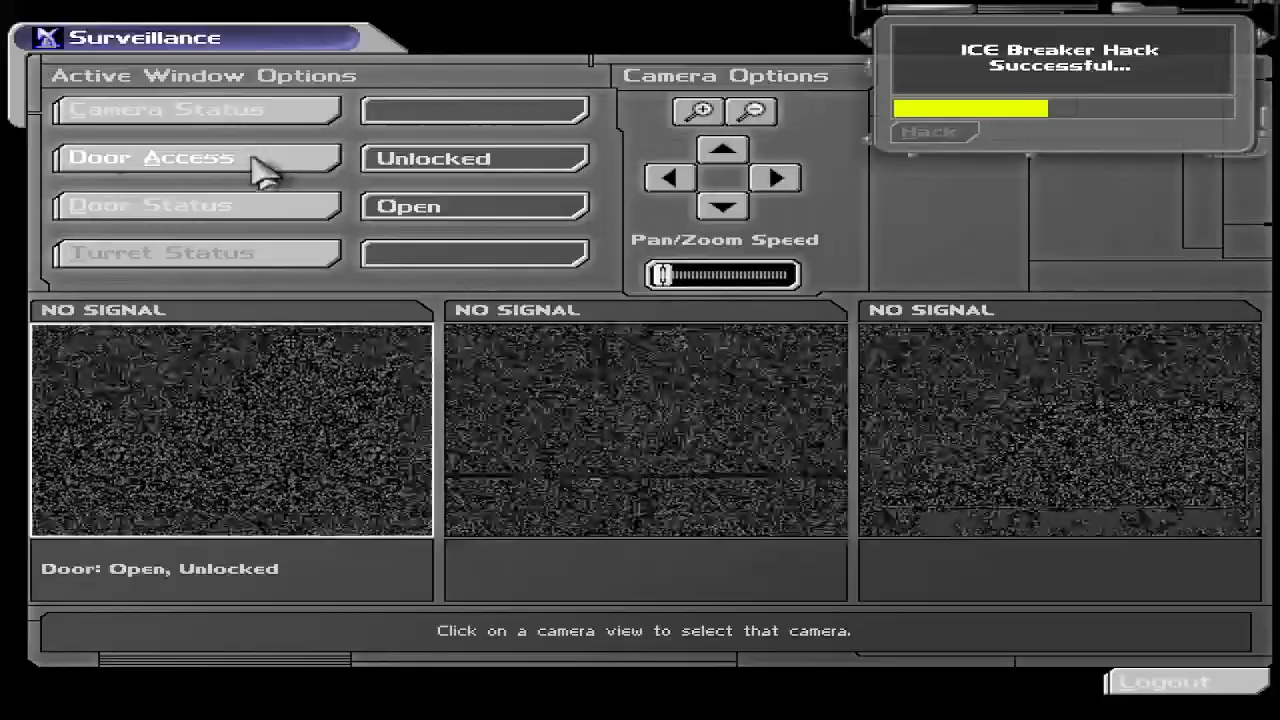 Surveillance
ICE Breaker Hack
Successful...
Hack
Active Window Options
Camera Options
Camera Status
Door Access
Unlocked
Door Status
Open
Turret Status
Pan/Zoom Speed
NO SIGNAL
NO SIGNAL
NO SIGNAL
Door: Open, Unlocked
Click on a camera view to select that camera.
Logout